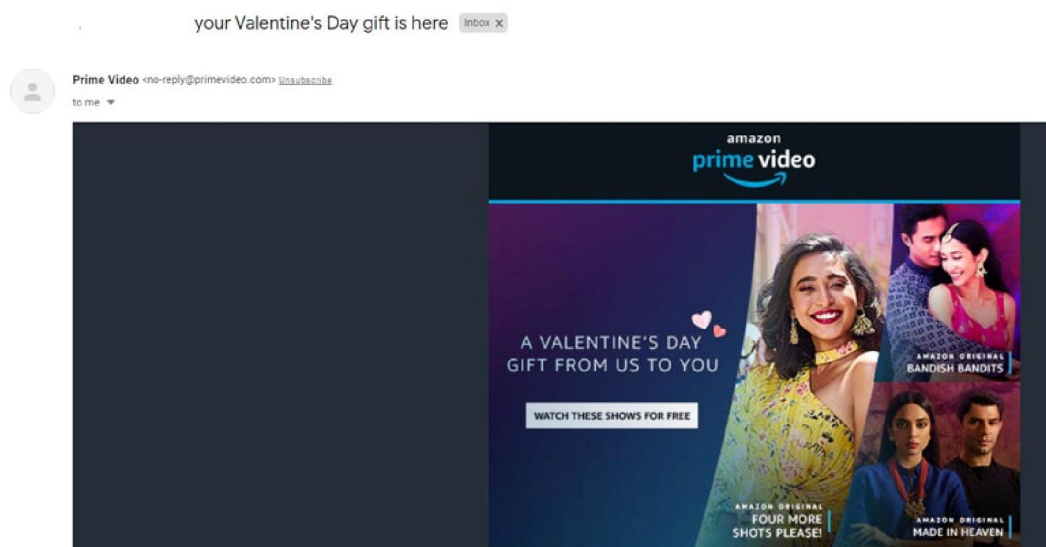 your Valentine's Day gift is here Inbox x
Prime Video <no-reply@primevideo.com> Unsubscribe
to me
amazon
prime video
A VALENTINE'S DAY
GIFT FROM US TO YOU
WATCH THESE SHOWS FOR FREE
AMAZON ORIGINAL
BANDISH BANDITS
AMAZON ORIGINAL
FOUR MORE
SHOTS PLEASE!
AMAZON ORIGINAL
MADE IN HEAVEN